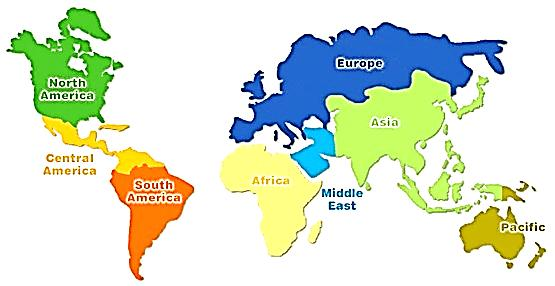 North
America
Europe
Asia
Central
America
South
America
Africa
Middle
East
Pacific